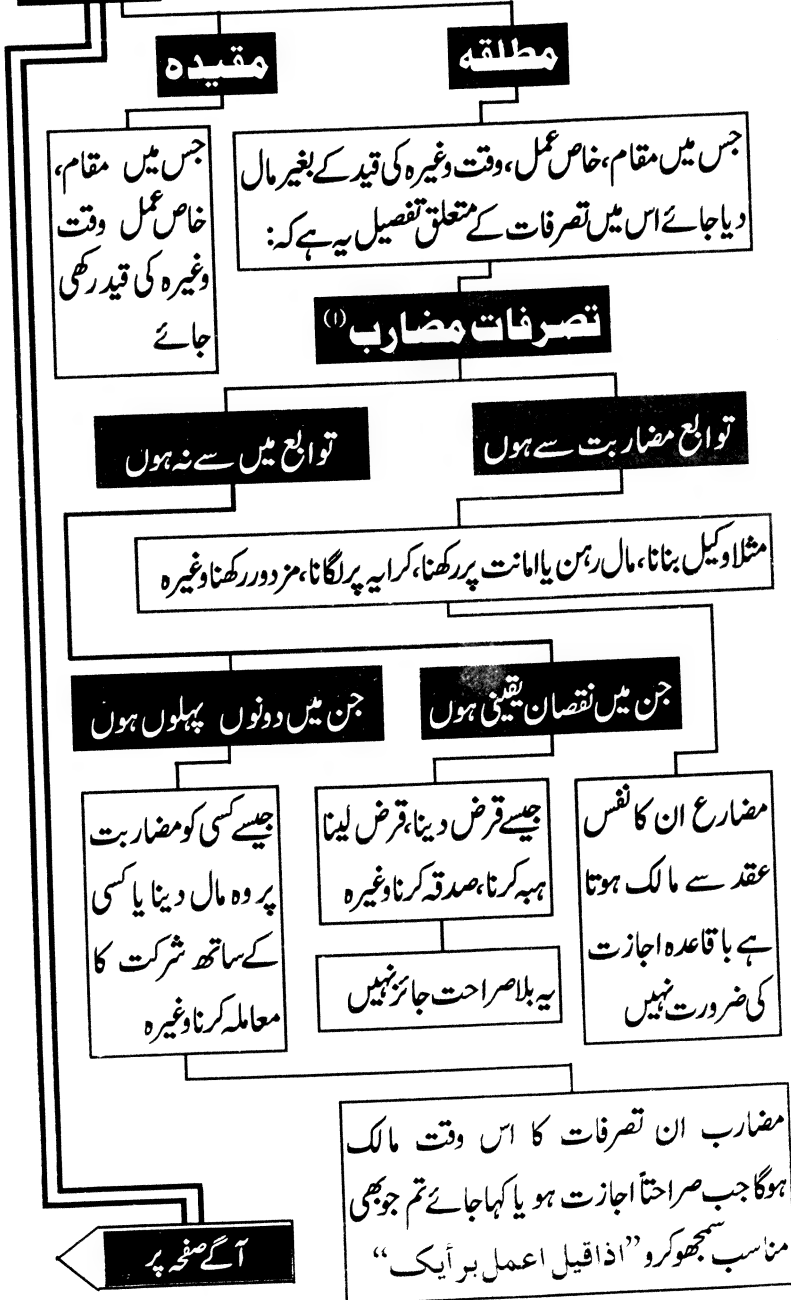 مطلقه
مقیده
جس میں مقام، خاص عمل، وقت وغیرہ کی قید کے بغیر مال
دیا جائے اس میں تصرفات کے متعلق تفصیل یہ ہے کہ:
جس میں مقام،
خاص عمل وقت
وغیرہ کی قید رکھی
جائے
تصرفات مضارب(۱)
توابع مضاربت سے ہوں
توابع میں سے نہ ہوں
مثلا وکیل بنانا، مال رہن یا امانت پر رکھنا، کرایہ پر لگانا، مزدور رکھنا وغیرہ
جن میں نقصان یقینی ہوں
جن میں دونوں پہلوں ہوں
مضارع ان کا نفس
عقد سے مالک ہوتا
ہے باقاعدہ اجازت
کی ضرورت نہیں
جیسے قرض دینا، قرض لینا
ہبہ کرنا، صدقہ کرنا وغیرہ
یہ بلا صراحت جائز نہیں
جیسے کسی کو مضاربت
پر وہ مال دینا یا کسی
کے ساتھ شرکت کا
معاملہ کرنا وغیرہ
مضارب ان تصرفات کا اس وقت مالک
ہوگا جب صراحتاً اجازت ہو یا کہا جائے تم جو بھی
مناسب سمجھو کرو ”اذا قیل اعمل برأیک“
آگے صفحہ پر